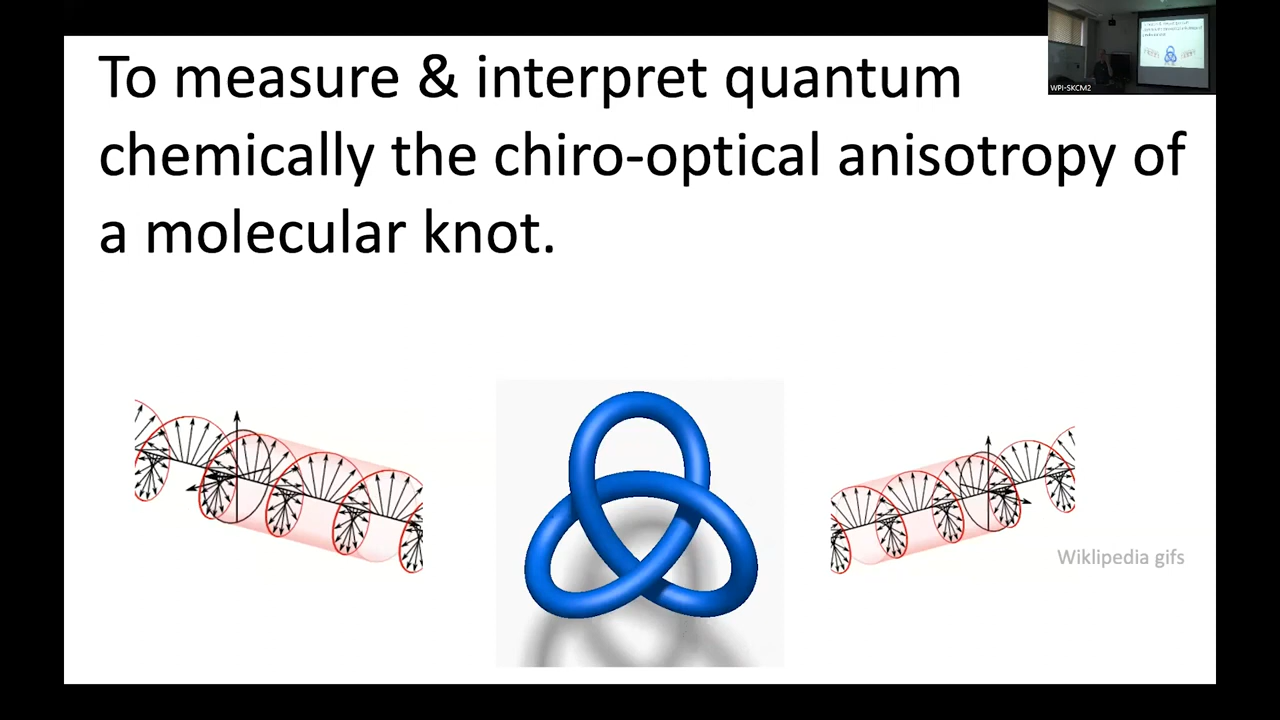 To measure & interpret quantum
chemically the chiro-optical anisotropy of
a molecular knot.
Wiklipedia gifs
WPI-SKCM2